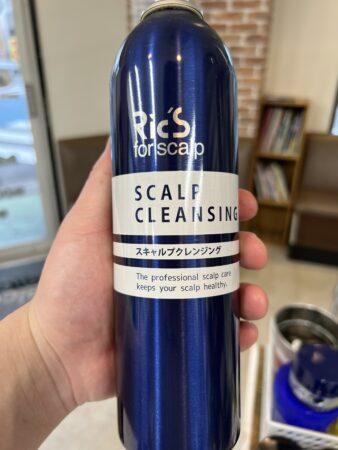 Ric'S
for scalp
SCALP
CLEANSING
スキャルプクレンジング
The professional scalp care
keeps your scalp healthy.